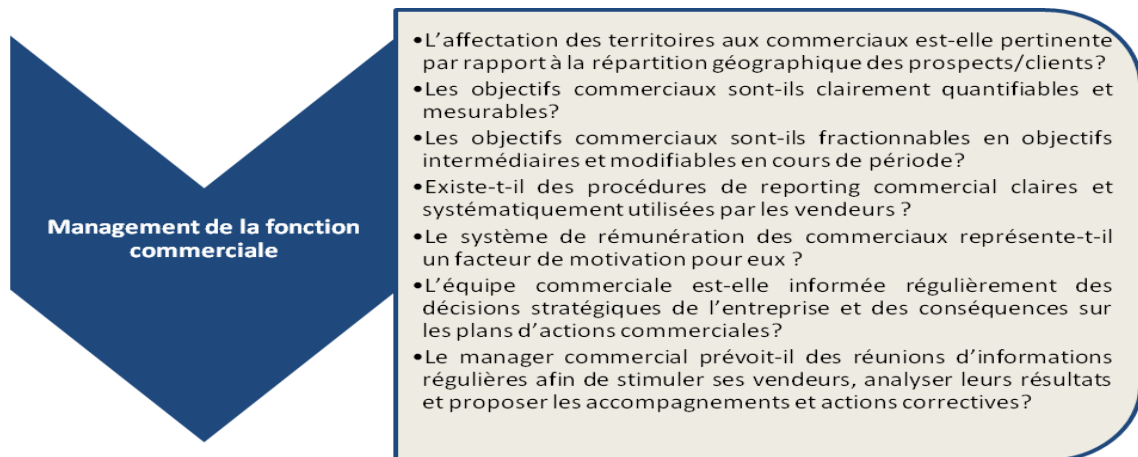 Management de la fonction
commerciale
•L’affectation des territoires aux commerciaux est-elle pertinente
par rapport à la répartition géographique des prospects/clients?
•Les objectifs commerciaux sont-ils clairement quantifiables et
mesurables?
•Les objectifs commerciaux sont-ils fractionnables en objectifs
intermédiaires et modifiables en cours de période?
•Existe-t-il des procédures de reporting commercial claires et
systématiquement utilisées par les vendeurs ?
•Le système de rémunération des commerciaux représente-t-il
un facteur de motivation pour eux ?
•L’équipe commerciale est-elle informée régulièrement des
décisions stratégiques de l’entreprise et des conséquences sur
les plans d’actions commerciales?
•Le manager commercial prévoit-il des réunions d’informations
régulières afin de stimuler ses vendeurs, analyser leurs résultats
et proposer les accompagnements et actions correctives?